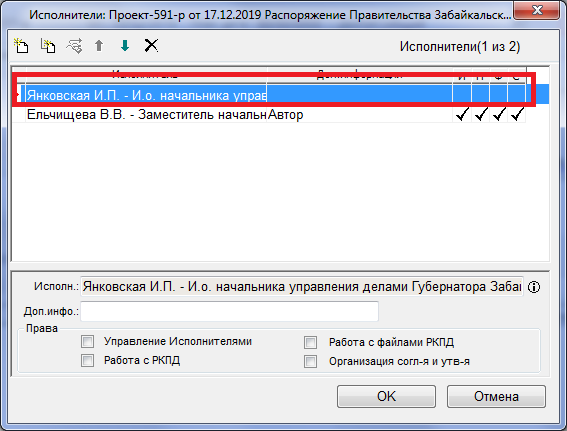 Исполнители: Проект-591-р от 17.12.2019 Распоряжение Правительства Забайкальск...
Исполнители(1 из 2)
Исполнитель Доп.информация И П Ф С
Янковская И.П. - И.о. начальника управ
Ельчищева В.В. - Заместитель начальн Автор
Исполн.: Янковская И.П. - И.о. начальника управления делами Губернатора Забай
Доп.инфо.:
Права
Управление Исполнителями
Работа с файлами РКПД
Работа с РКПД
Организация согл-я и утв-я
OK
Отмена